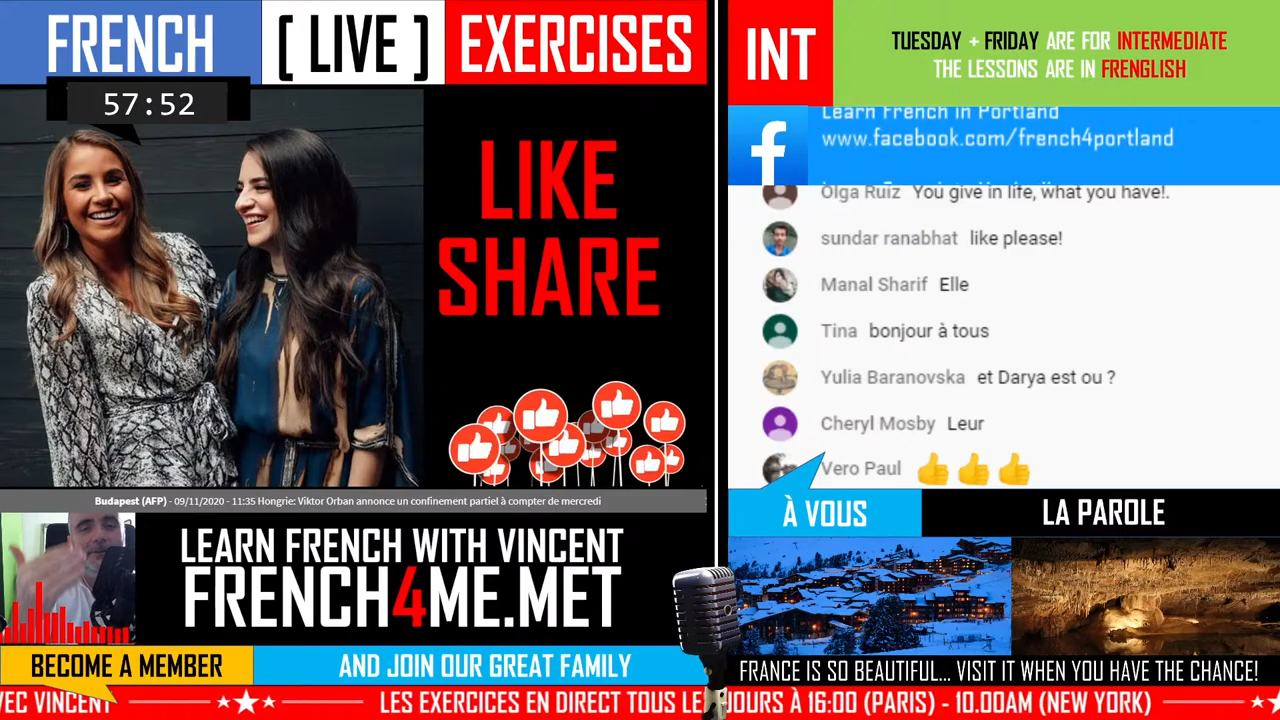 FRENCH [ LIVE ] EXERCISES
57:52
LIKE
SHARE
Budapest (AFP) - 09/11/2020 - 11:35 Hongrie: Viktor Orban annonce un confinement partiel à compter de mercredi
LEARN FRENCH WITH VINCENT
FRENCH4ME.MET
BECOME A MEMBER
AND JOIN OUR GREAT FAMILY
INT
TUESDAY + FRIDAY ARE FOR INTERMEDIATE
THE LESSONS ARE IN FRENGLISH
f
Learn French in Portland
www.facebook.com/french4portland
Olga Ruiz You give in life, what you have!.
sundar ranabhat like please!
Manal Sharif Elle
Tina bonjour à tous
Yulia Baranovska et Darya est ou ?
Cheryl Mosby Leur
Vero Paul
À VOUS LA PAROLE
FRANCE IS SO BEAUTIFUL... VISIT IT WHEN YOU HAVE THE CHANCE!
AVEC VINCENT LES EXERCICES EN DIRECT TOUS LES JOURS À 16:00 (PARIS) - 10.00AM (NEW YORK)